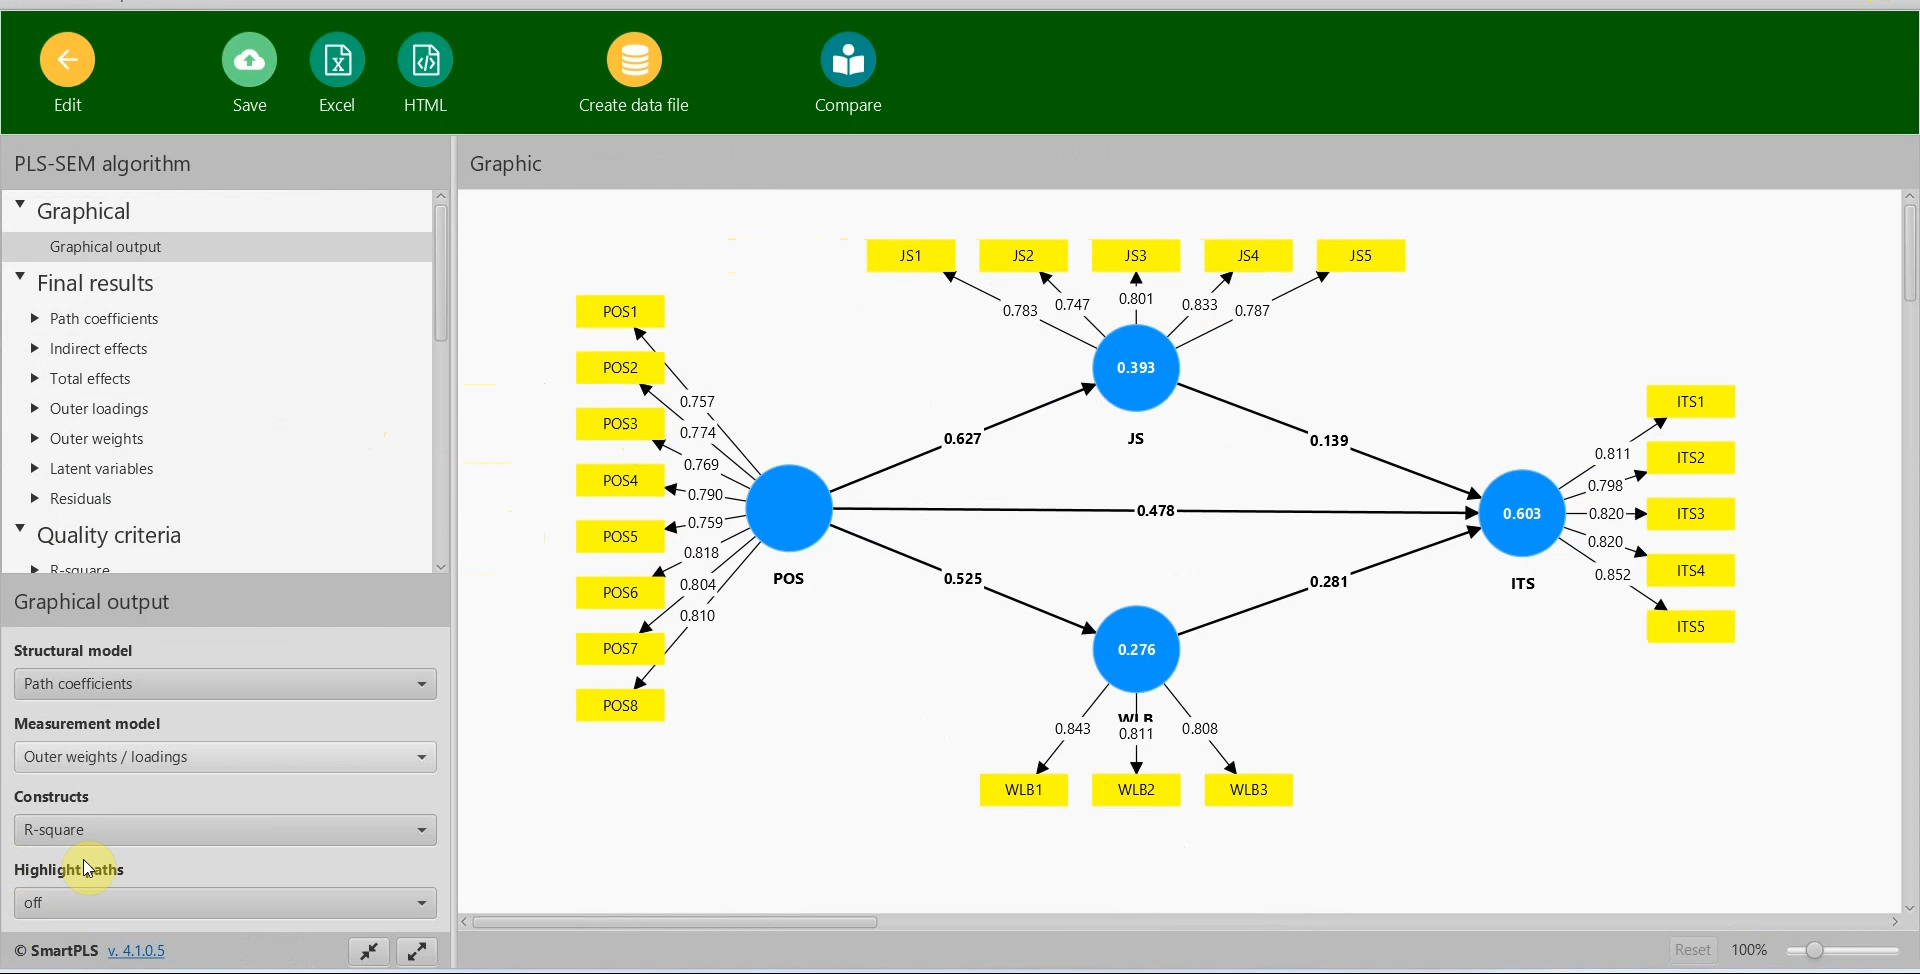 Edit
Save
Excel
HTML
Create data file
Compare
PLS-SEM algorithm
Graphical
Graphical output
Final results
Path coefficients
Indirect effects
Total effects
Outer loadings
Outer weights
Latent variables
Residuals
Quality criteria
R-square
Graphical output
Structural model
Path coefficients
Measurement model
Outer weights / loadings
Constructs
R-square
Highlight paths
off
© SmartPLS v. 4.1.0.5
Graphic
JS1 JS2 JS3 JS4 JS5
0.783 0.747 0.801 0.833 0.787
0.393
JS
POS1
POS2
POS3
POS4
POS5
POS6
POS7
POS8
0.757
0.774
0.769
0.790
0.759
0.818
0.804
0.810
POS
0.627
0.478
0.525
0.139
0.281
0.603
ITS
0.811
0.798
0.820
0.820
0.852
ITS1
ITS2
ITS3
ITS4
ITS5
0.276
WLB
0.843 0.811 0.808
WLB1 WLB2 WLB3
Reset 100%